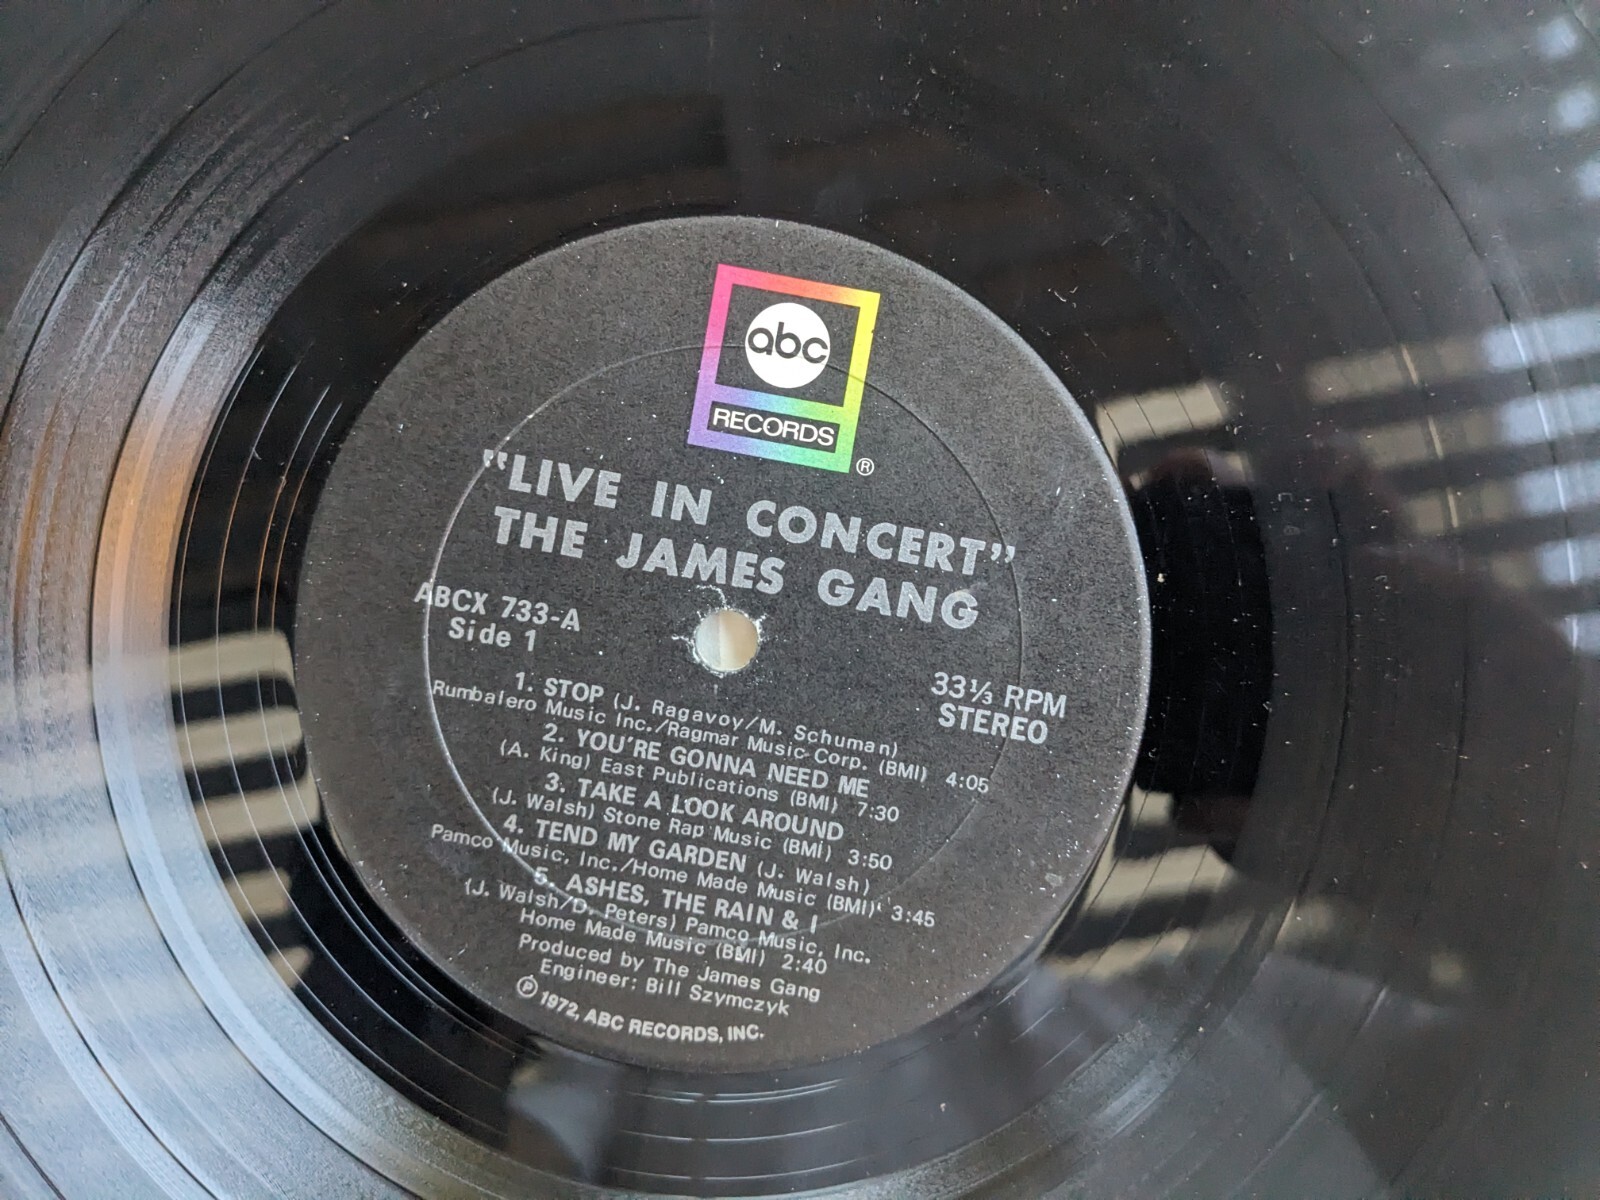 abc
RECORDS
®
"LIVE IN CONCERT"
THE JAMES GANG
ABCX 733-A
Side 1
33⅓ RPM
STEREO
1. STOP (J. Ragavoy/M. Schuman)
Rumbalero Music Inc./Ragmar Music Corp. (BMI) 4:05
2. YOU'RE GONNA NEED ME
(A. King) East Publications (BMI) 7:30
3. TAKE A LOOK AROUND
(J. Walsh) Stone Rap Music (BMI) 3:50
4. TEND MY GARDEN (J. Walsh)
Pamco Music, Inc./Home Made Music (BMI) 3:45
5. ASHES, THE RAIN & I
(J. Walsh/D. Peters) Pamco Music, Inc.
Home Made Music (BMI) 2:40
Produced by The James Gang
Engineer: Bill Szymczyk
℗ 1972, ABC RECORDS, INC.